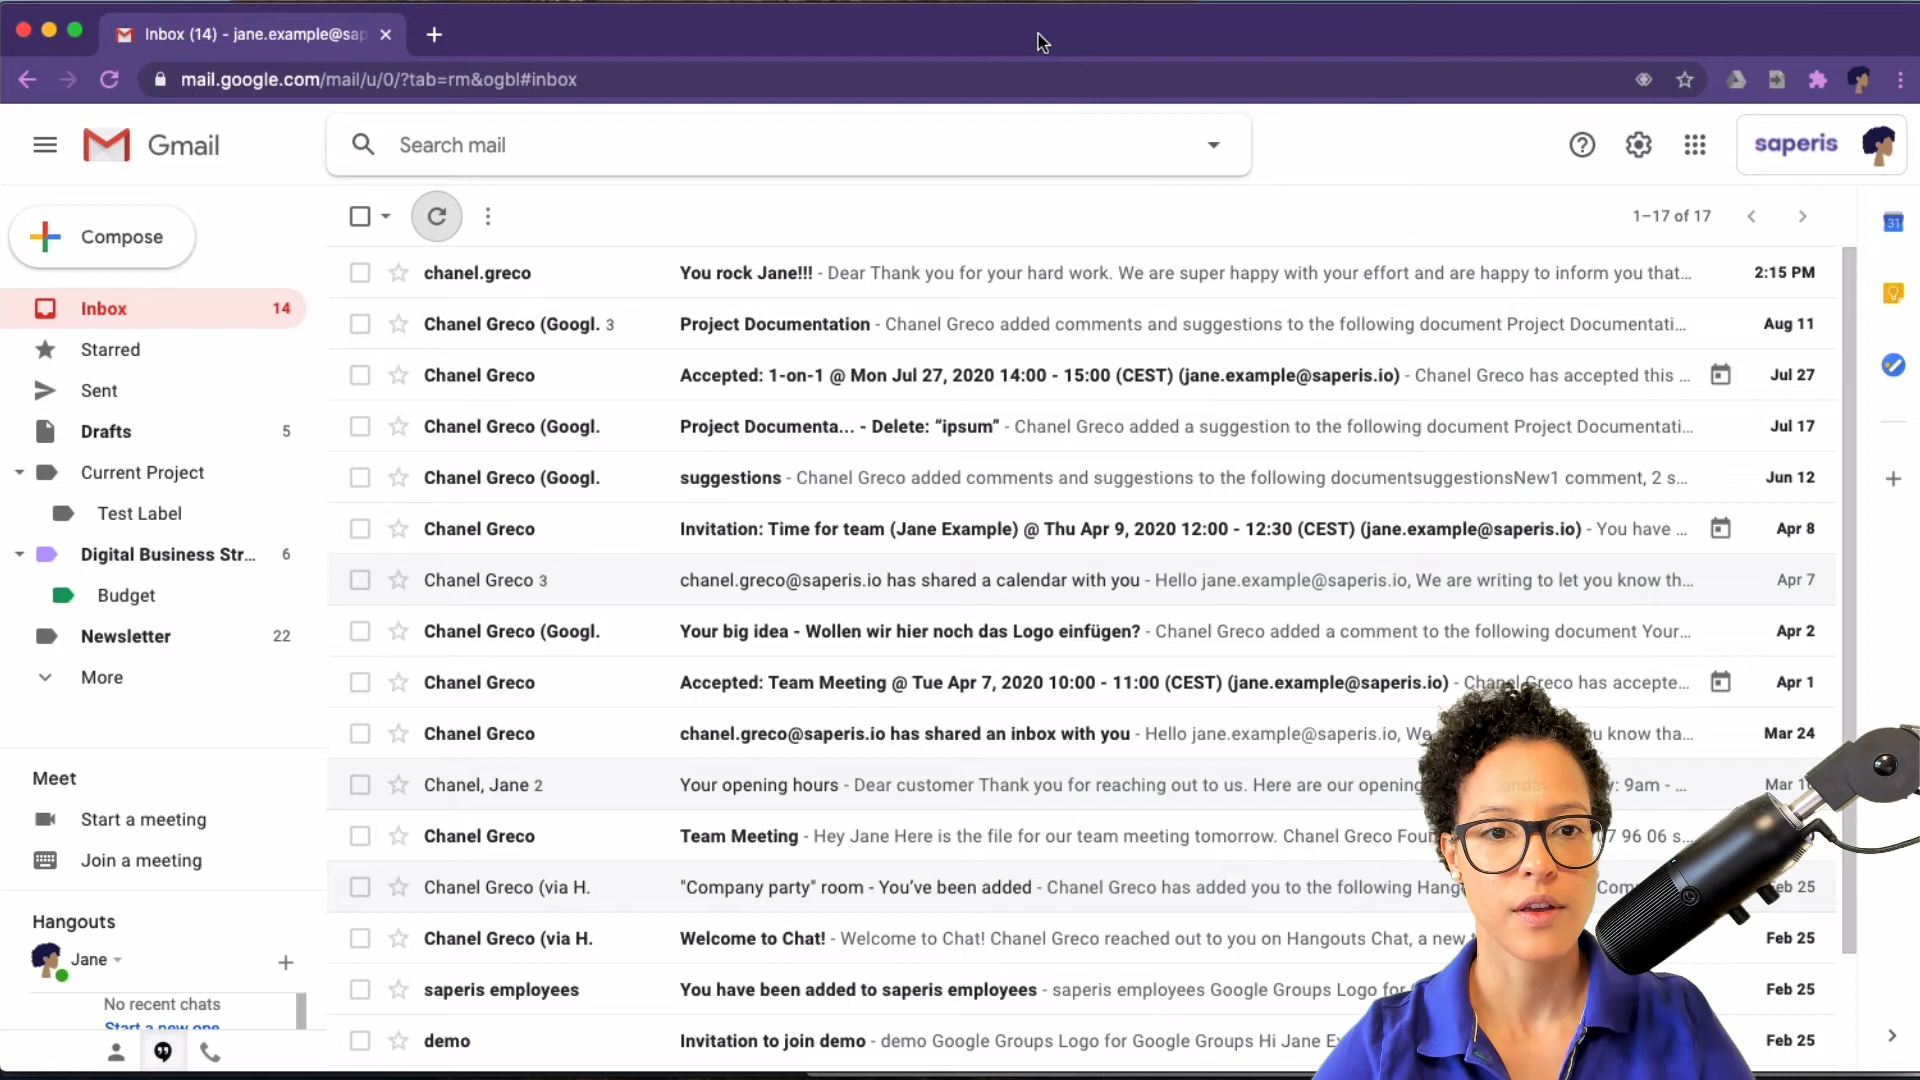 Inbox (14) - jane.example@sap
mail.google.com/mail/u/0/?tab=rm&ogbl#inbox
Gmail
Search mail
saperis
Compose
1–17 of 17
31
Inbox 14
Starred
Sent
Drafts 5
Current Project
Test Label
Digital Business Str... 6
Budget
Newsletter 22
More
Meet
Start a meeting
Join a meeting
Hangouts
Jane
No recent chats
Start a new one
chanel.greco You rock Jane!!! - Dear Thank you for your hard work. We are super happy with your effort and are happy to inform you that... 2:15 PM
Chanel Greco (Googl. 3 Project Documentation - Chanel Greco added comments and suggestions to the following document Project Documentati... Aug 11
Chanel Greco Accepted: 1-on-1 @ Mon Jul 27, 2020 14:00 - 15:00 (CEST) (jane.example@saperis.io) - Chanel Greco has accepted this ... Jul 27
Chanel Greco (Googl. Project Documenta... - Delete: “ipsum” - Chanel Greco added a suggestion to the following document Project Documentati... Jul 17
Chanel Greco (Googl. suggestions - Chanel Greco added comments and suggestions to the following documentsuggestionsNew1 comment, 2 s... Jun 12
Chanel Greco Invitation: Time for team (Jane Example) @ Thu Apr 9, 2020 12:00 - 12:30 (CEST) (jane.example@saperis.io) - You have ... Apr 8
Chanel Greco 3 chanel.greco@saperis.io has shared a calendar with you - Hello jane.example@saperis.io, We are writing to let you know th... Apr 7
Chanel Greco (Googl. Your big idea - Wollen wir hier noch das Logo einfügen? - Chanel Greco added a comment to the following document Your... Apr 2
Chanel Greco Accepted: Team Meeting @ Tue Apr 7, 2020 10:00 - 11:00 (CEST) (jane.example@saperis.io) - Chanel Greco has accepte... Apr 1
Chanel Greco chanel.greco@saperis.io has shared an inbox with you - Hello jane.example@saperis.io, We u know tha... Mar 24
Chanel, Jane 2 Your opening hours - Dear customer Thank you for reaching out to us. Here are our opening y: 9am - ... Mar
Chanel Greco Team Meeting - Hey Jane Here is the file for our team meeting tomorrow. Chanel Greco Fou 7 96 06 s...
Chanel Greco (via H. "Company party" room - You’ve been added - Chanel Greco has added you to the following Hang Com eb 25
Chanel Greco (via H. Welcome to Chat! - Welcome to Chat! Chanel Greco reached out to you on Hangouts Chat, a new Feb 25
saperis employees You have been added to saperis employees - saperis employees Google Groups Logo for Feb 25
demo Invitation to join demo - demo Google Groups Logo for Google Groups Hi Jane E Feb 25